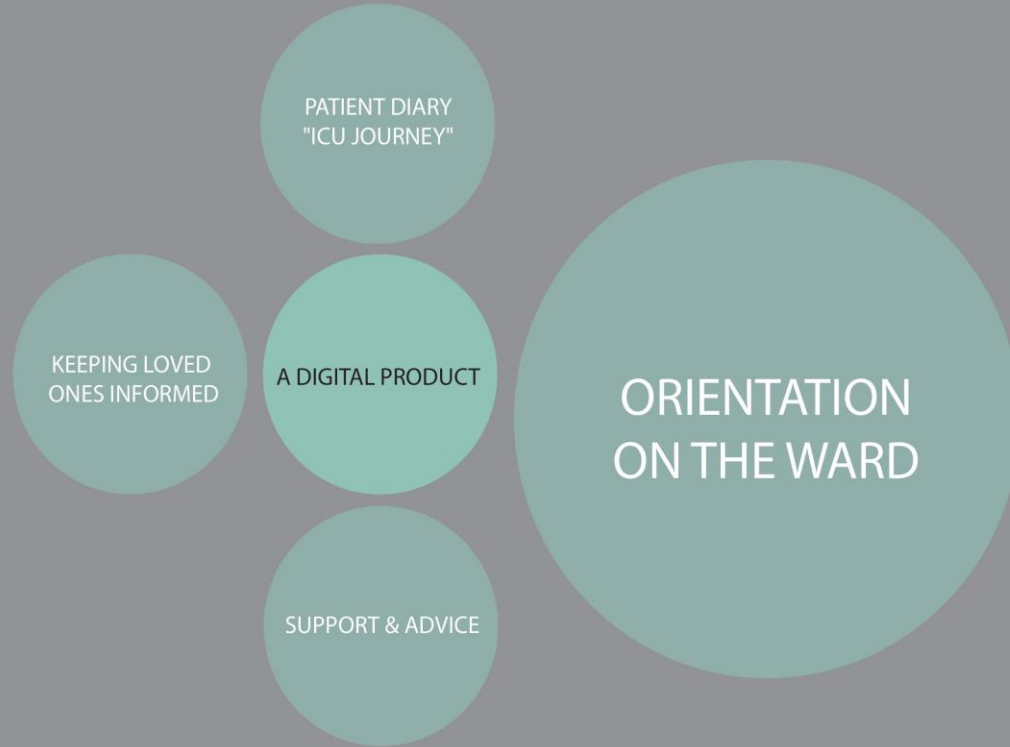 PATIENT DIARY
"ICU JOURNEY"
KEEPING LOVED
ONES INFORMED
A DIGITAL PRODUCT
ORIENTATION
ON THE WARD
SUPPORT & ADVICE